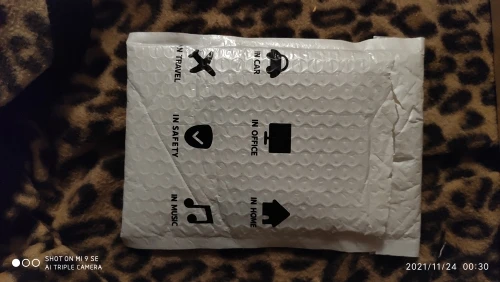 IN CAR
IN OFFICE
IN HOME
IN TRAVEL
IN SAFETY
IN MUSIC
SHOT ON MI 9 SE
AI TRIPLE CAMERA
2021/11/24 00:30